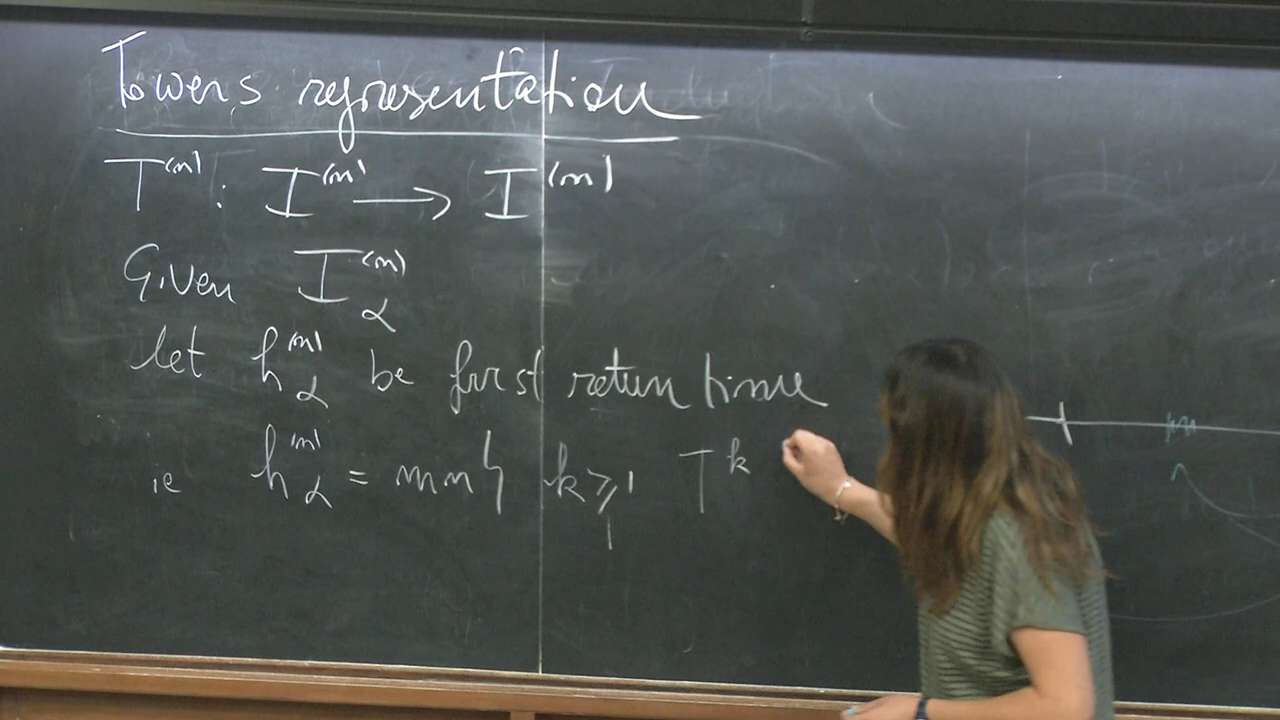 Towers representation
T^(n) : I^(n) → I^(n)
Given I_α^(n)
let h_α^(n) be first return time
ie h_α^(n) = min { k ≥ 1 T^k